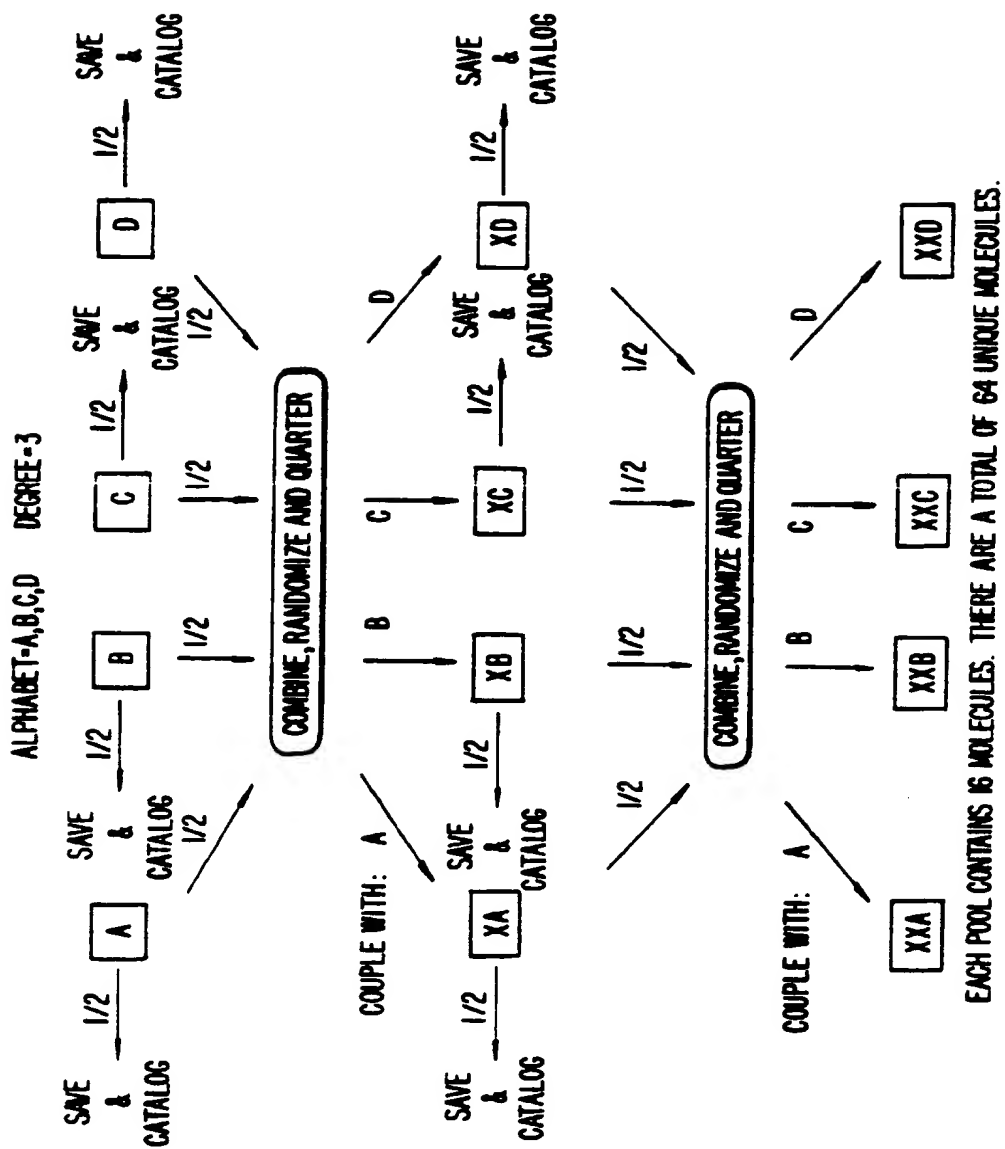 ALPHABET=A,B,C,D DEGREE=3
SAVE
&
CATALOG
1/2
A
SAVE
&
CATALOG
1/2
B
C
1/2
SAVE
&
CATALOG
D
1/2
SAVE
&
CATALOG
1/2
1/2
1/2
1/2
COMBINE, RANDOMIZE AND QUARTER
COUPLE WITH: A
B
C
D
SAVE
&
CATALOG
1/2
XA
SAVE
&
CATALOG
1/2
XB
XC
1/2
SAVE
&
CATALOG
XD
1/2
SAVE
&
CATALOG
1/2
1/2
1/2
1/2
COMBINE, RANDOMIZE AND QUARTER
COUPLE WITH: A
B
C
D
XXA
XXB
XXC
XXD
EACH POOL CONTAINS 16 MOLECULES. THERE ARE A TOTAL OF 64 UNIQUE MOLECULES.